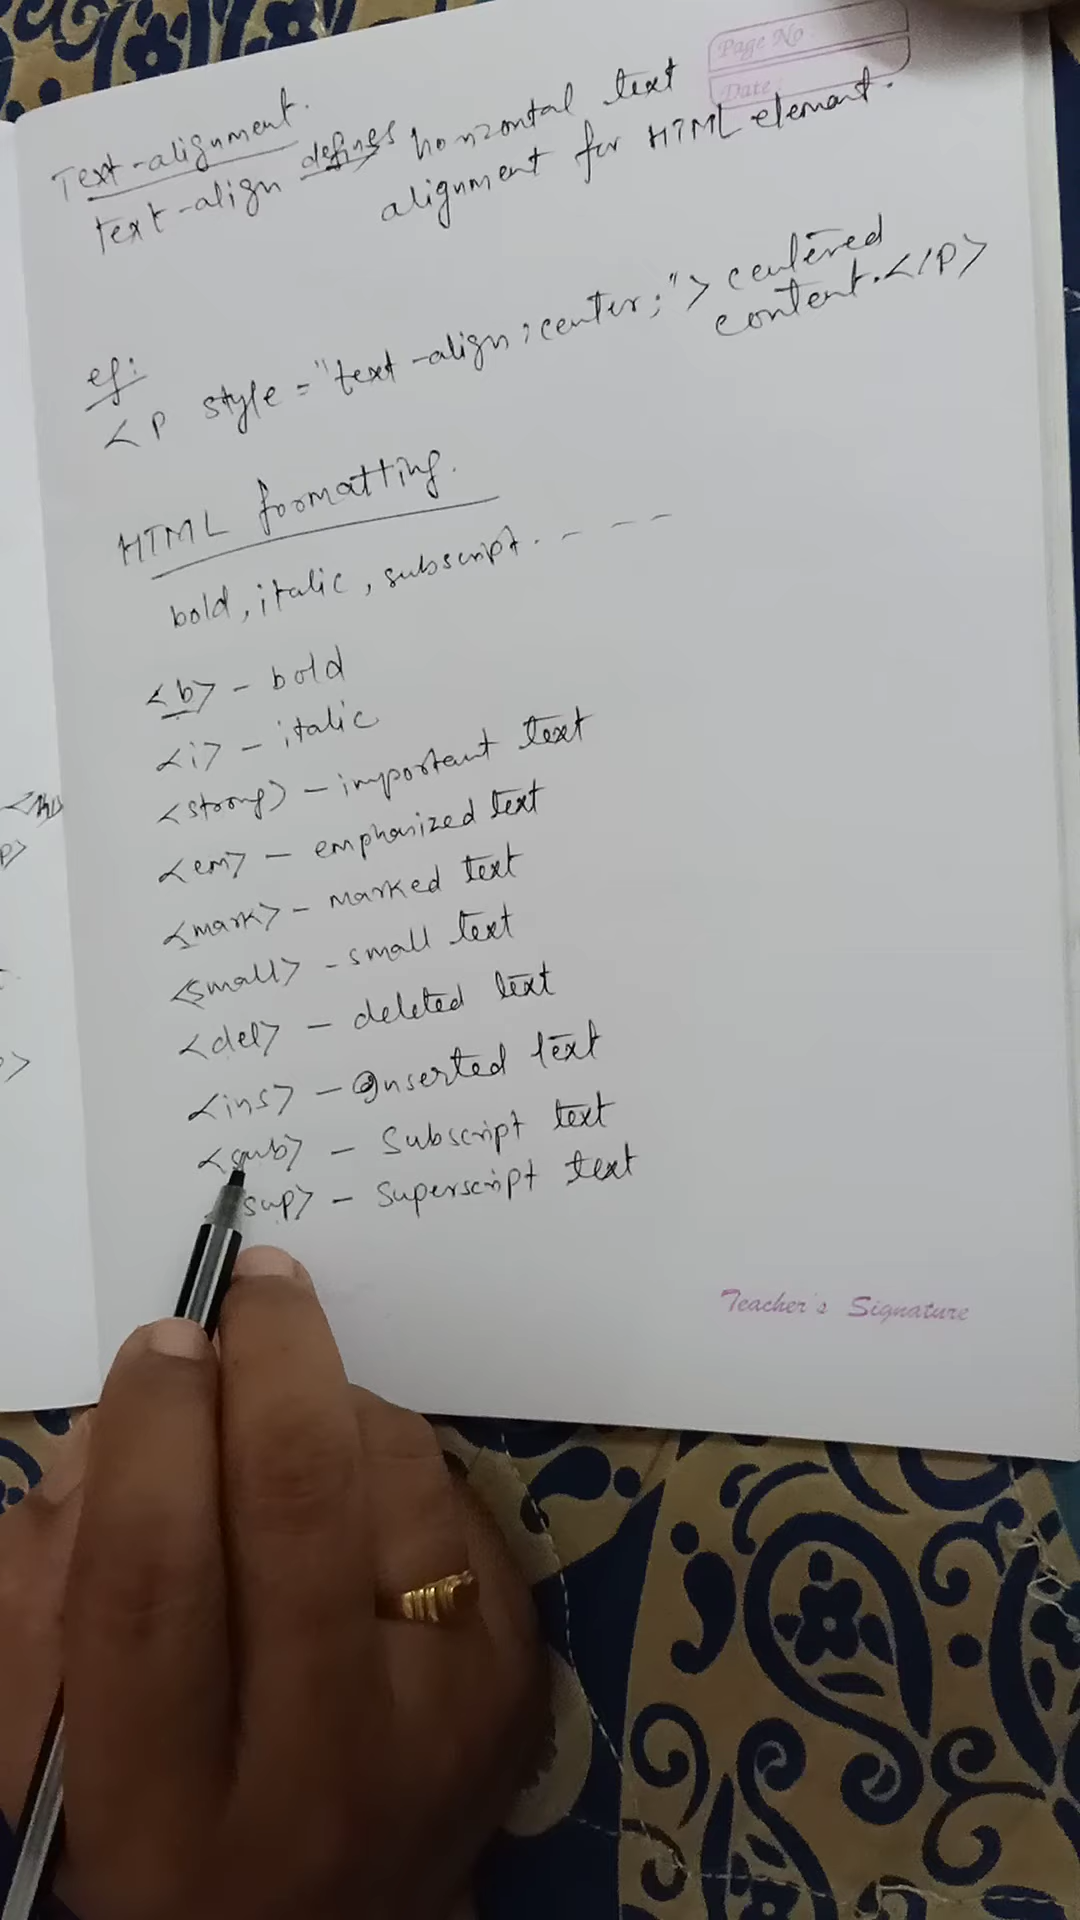 Page No
Date:
Text-alignment.
text-align defines horizontal text
alignment for HTML element.
eg:
<P style="text-align:center;">centered
content.</P>
HTML formatting.
bold, italic, subscript. - - -
<b> - bold
<i> - italic
<strong> - important text
<em> - emphasized text
<mark> - marked text
<small> - small text
<del> - deleted text
<ins> - Inserted text
<sub> - Subscript text
sup> - Superscript text
Teacher's Signature